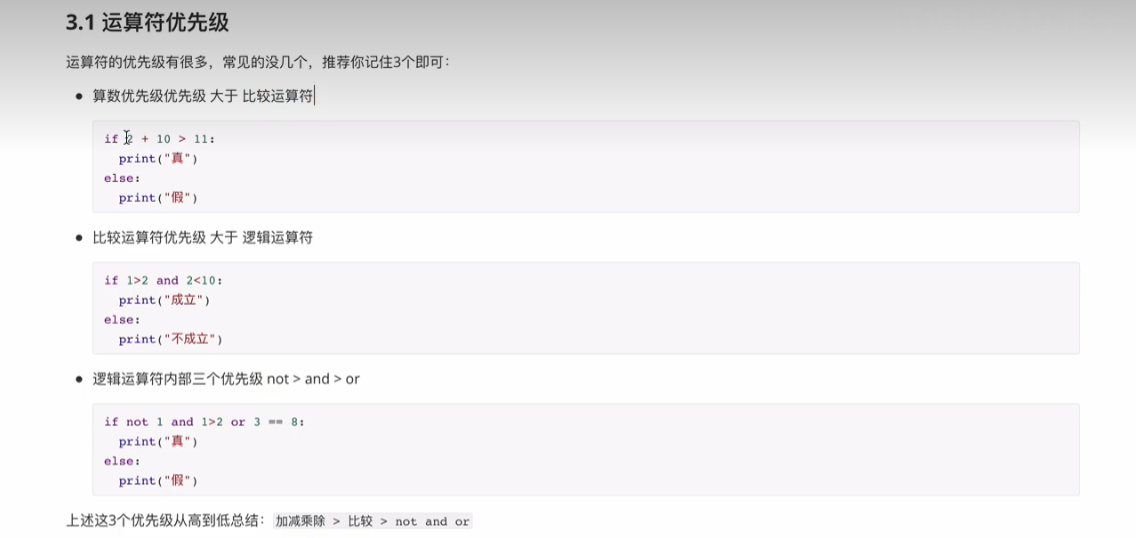 3.1 运算符优先级
运算符的优先级有很多，常见的没几个，推荐你记住3个即可：
• 算数优先级优先级 大于 比较运算符
if 2 + 10 > 11:
  print("真")
else:
  print("假")
• 比较运算符优先级 大于 逻辑运算符
if 1>2 and 2<10:
  print("成立")
else:
  print("不成立")
• 逻辑运算符内部三个优先级 not > and > or
if not 1 and 1>2 or 3 == 8:
  print("真")
else:
  print("假")
上述这3个优先级从高到低总结： 加减乘除 > 比较 > not and or